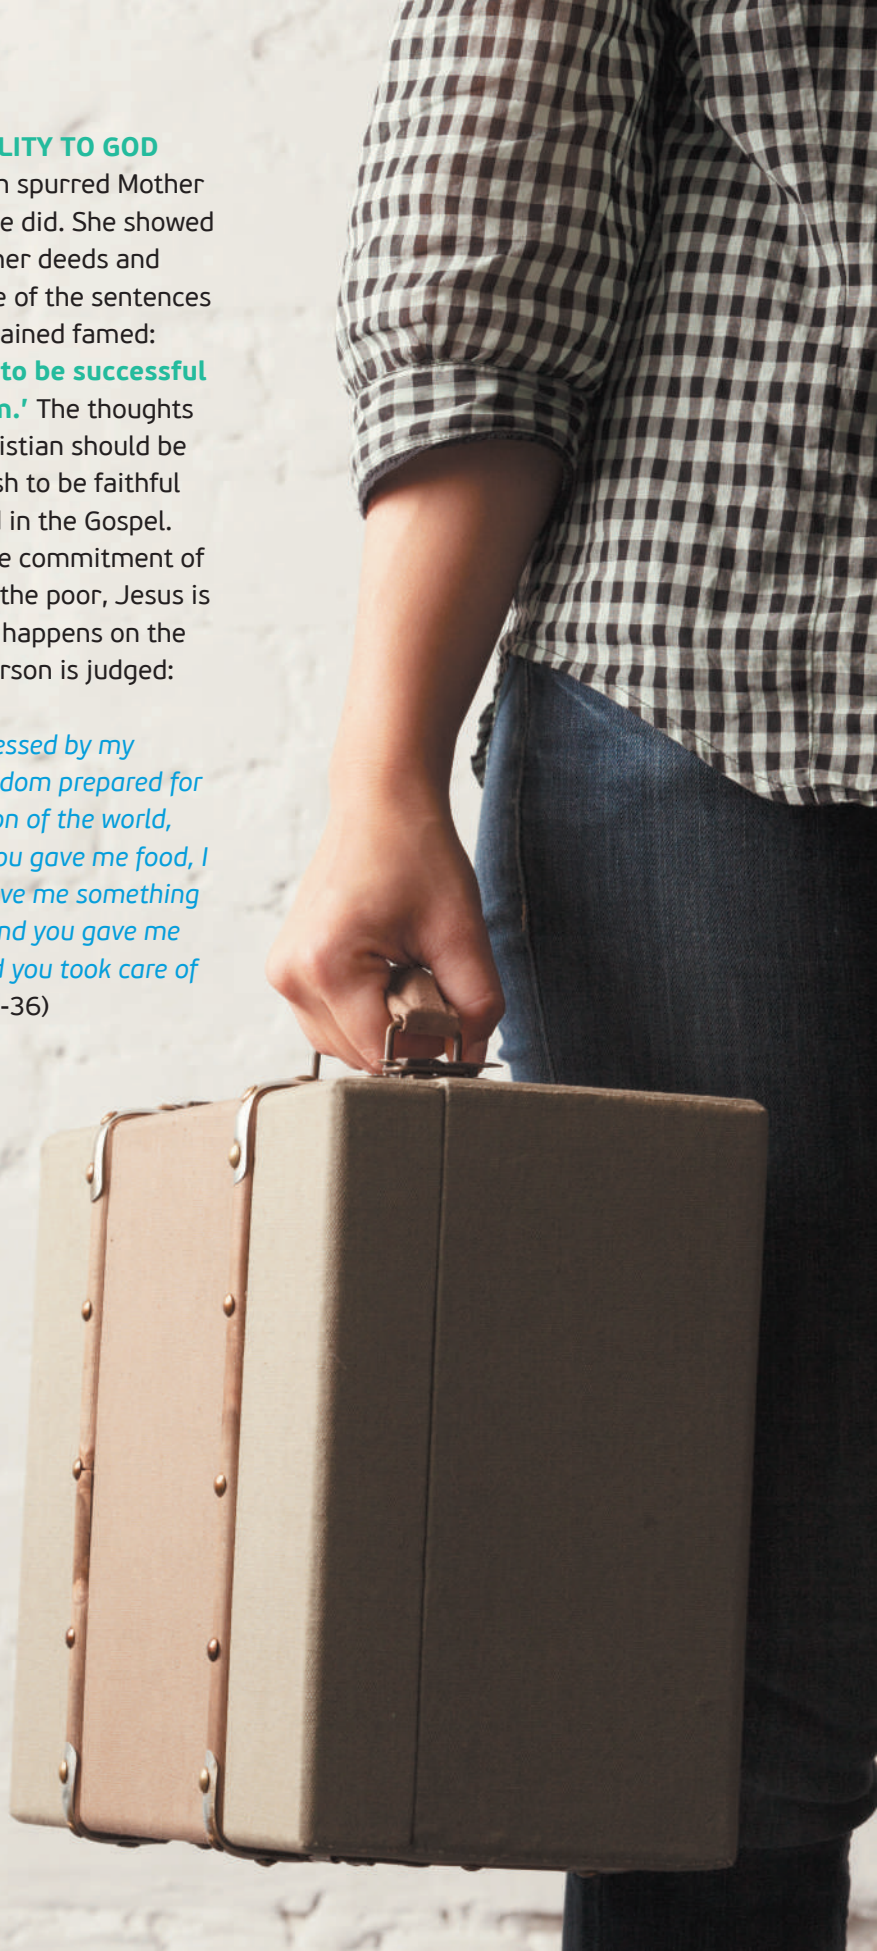 LITY TO GOD
n spurred Mother
e did. She showed
her deeds and
e of the sentences
ained famed:
to be successful
n.’ The thoughts
istian should be
sh to be faithful
l in the Gospel.
e commitment of
the poor, Jesus is
happens on the
rson is judged:
essed by my
dom prepared for
on of the world,
ou gave me food, I
ve me something
nd you gave me
d you took care of
-36)